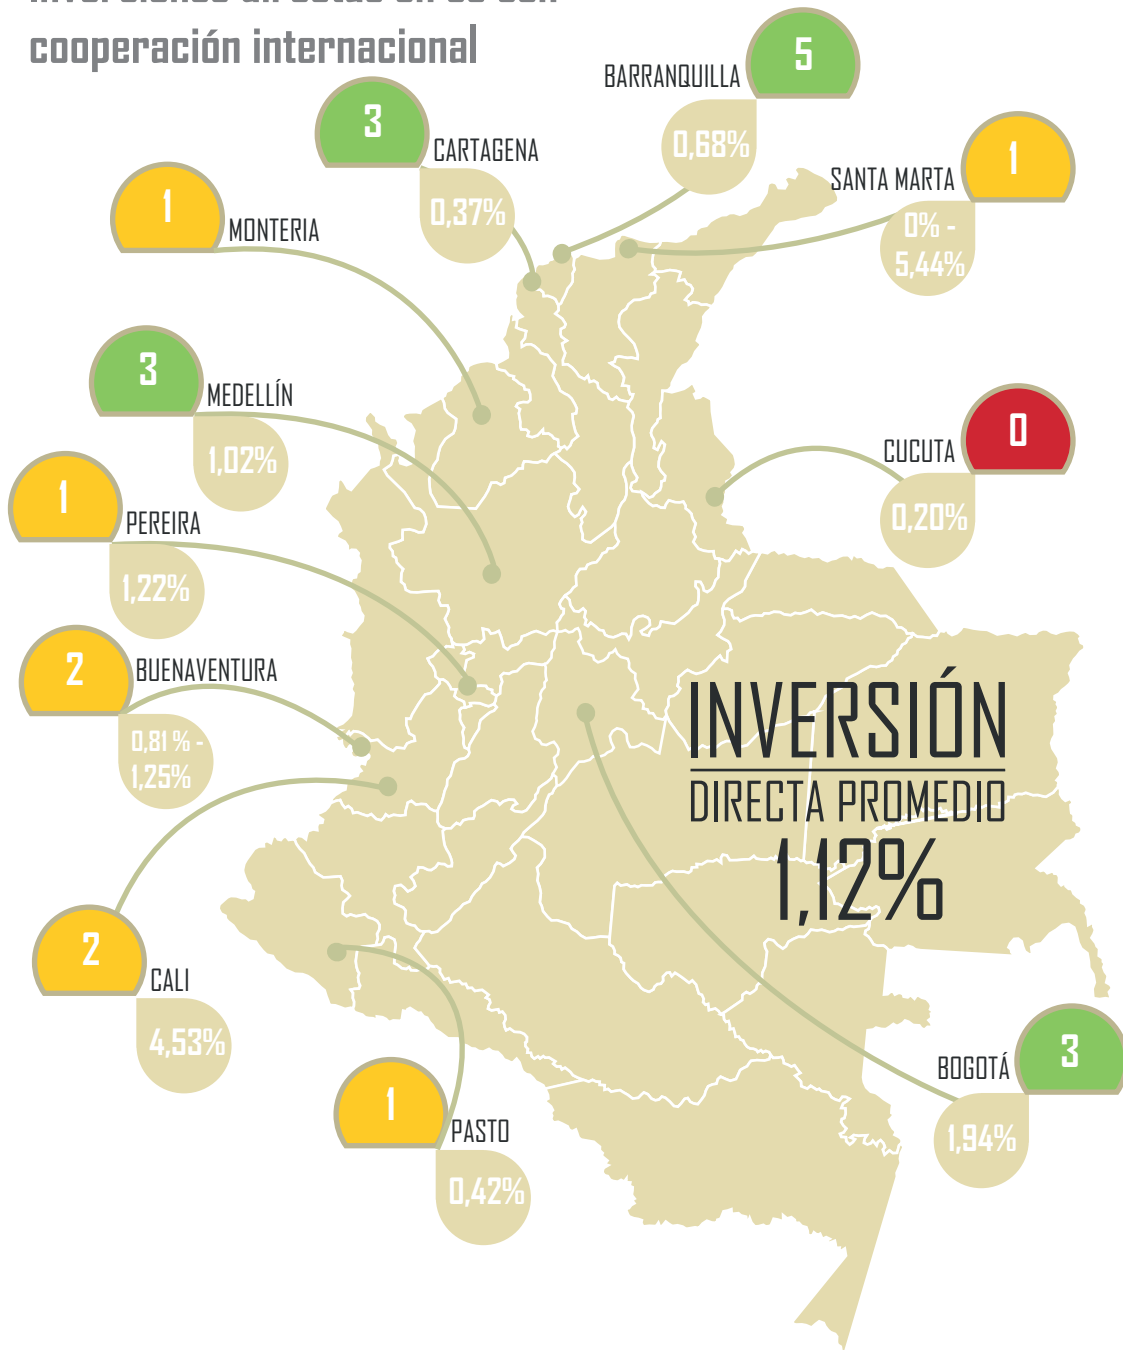 cooperación internacional
BARRANQUILLA
5
0,68%
3
CARTAGENA
0,37%
SANTA MARTA
1
0% -
5,44%
1
MONTERIA
3
MEDELLÍN
1,02%
CUCUTA
0
0,20%
1
PEREIRA
1,22%
2
BUENAVENTURA
0,81 % -
1,25%
INVERSIÓN
DIRECTA PROMEDIO
1,12%
2
CALI
4,53%
1
PASTO
0,42%
BOGOTÁ
3
1,94%